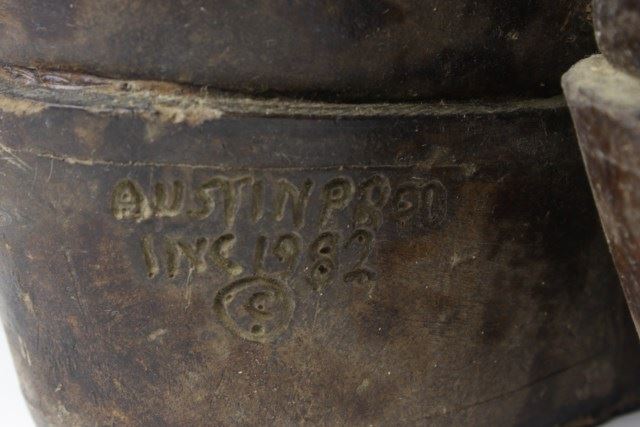 AUSTIN PROD
INC 1982
©